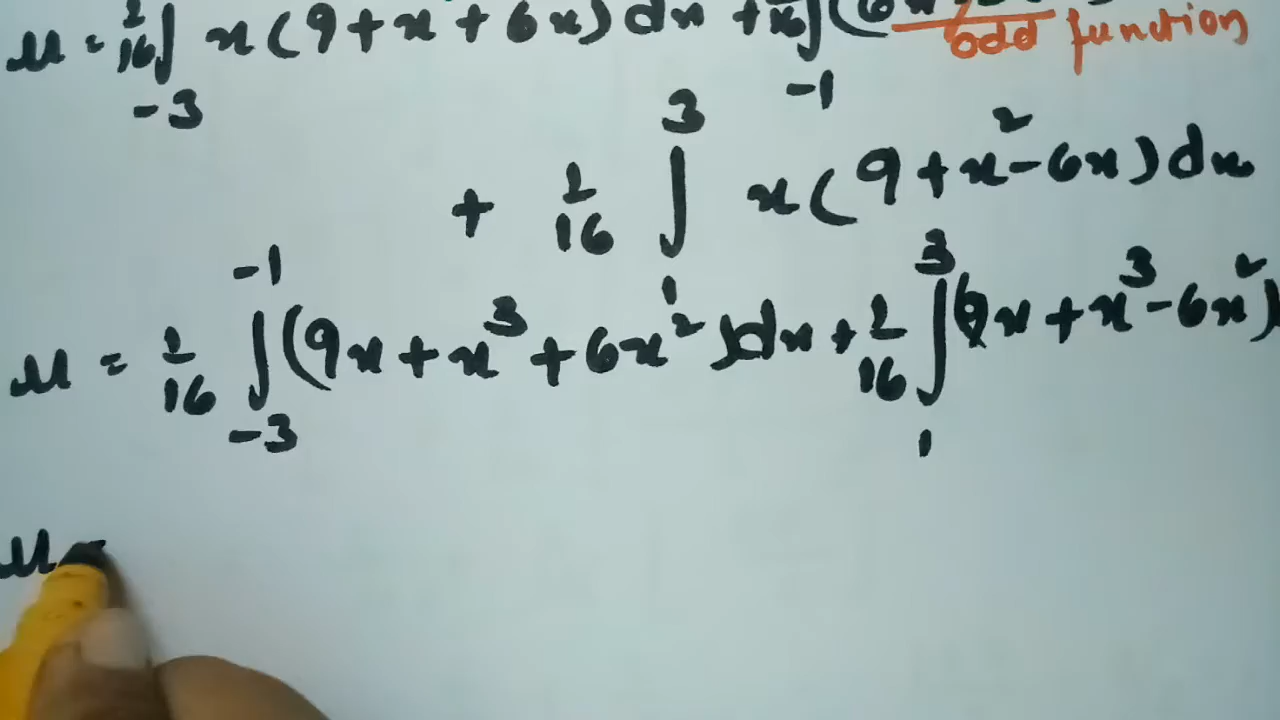 μ = 1/16 ∫ x(9+x+6x)dx + 1/16 ∫ (6
-3 -1 odd function
3
+ 1/16 ∫ x(9+x²-6x)dx
1
-1 3
μ = 1/16 ∫ (9x+x³+6x²)dx + 1/16 ∫ (9x+x³-6x²)
-3 1
μ =